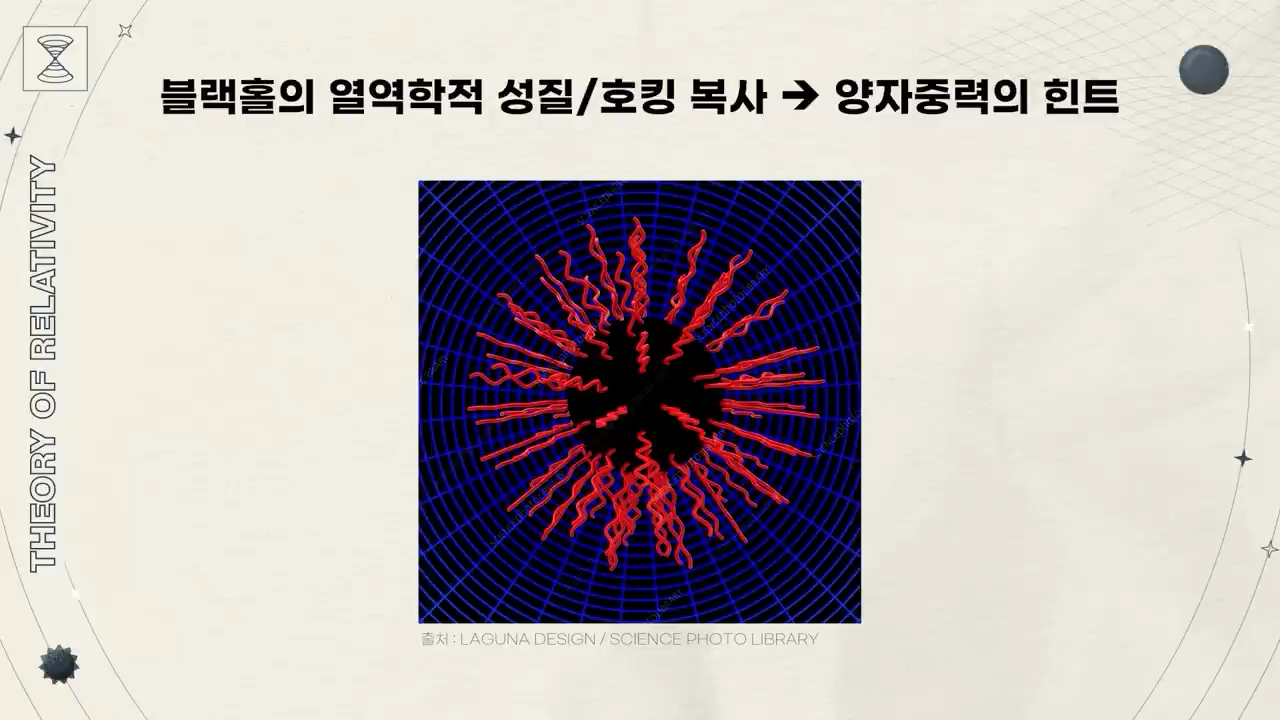 블랙홀의 열역학적 성질/호킹 복사 → 양자중력의 힌트
THEORY OF RELATIVITY
출처 : LAGUNA DESIGN / SCIENCE PHOTO LIBRARY